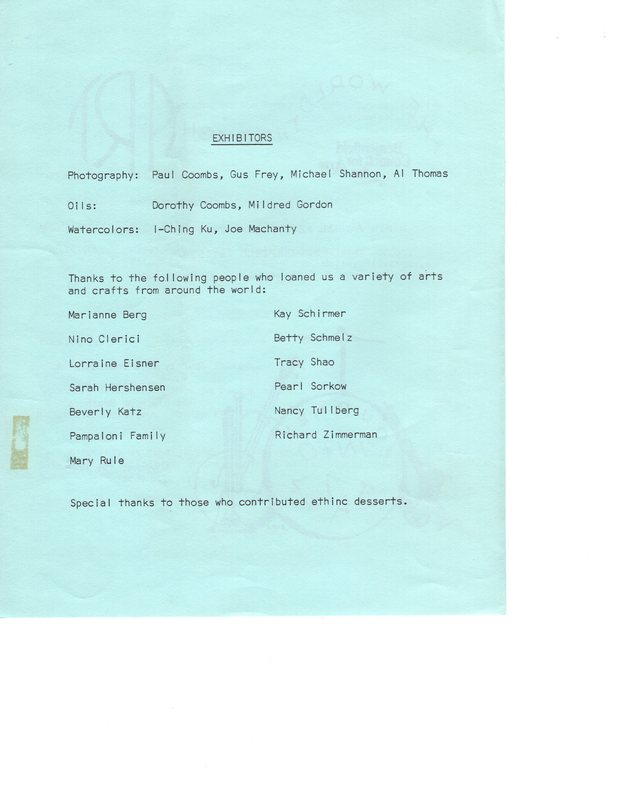 EXHIBITORS
Photography: Paul Coombs, Gus Frey, Michael Shannon, Al Thomas
Oils: Dorothy Coombs, Mildred Gordon
Watercolors: I-Ching Ku, Joe Machanty
Thanks to the following people who loaned us a variety of arts
and crafts from around the world:
Marianne Berg
Nino Clerici
Lorraine Eisner
Sarah Hershensen
Beverly Katz
Pampaloni Family
Mary Rule
Kay Schirmer
Betty Schmelz
Tracy Shao
Pearl Sorkow
Nancy Tullberg
Richard Zimmerman
Special thanks to those who contributed ethinc desserts.